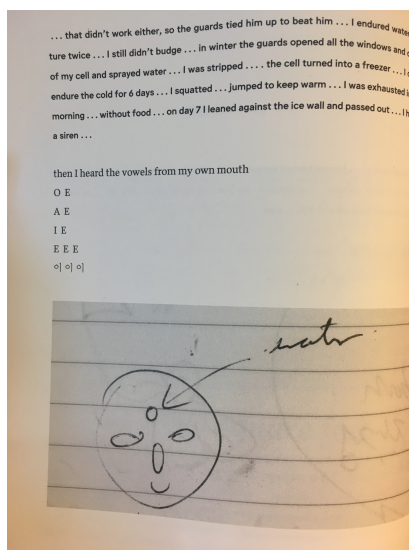 ... that didn't work either, so the guards tied him up to beat him ... I endured water
ture twice ... I still didn't budge ... in winter the guards opened all the windows and
of my cell and sprayed water ... I was stripped .... the cell turned into a freezer ... I
endure the cold for 6 days ... I squatted ... jumped to keep warm ... I was exhausted
morning ... without food ... on day 7 I leaned against the ice wall and passed out ... I
a siren ...
then I heard the vowels from my own mouth
O E
A E
I E
E E E
이 이 이
water